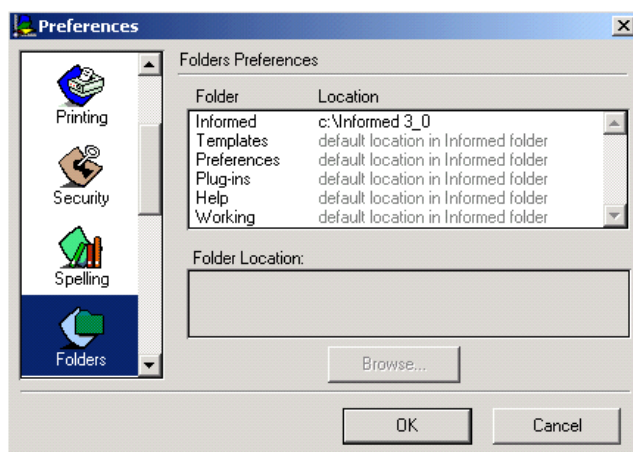 Preferences
Printing
Security
Spelling
Folders
Folders Preferences
Folder Location
Informed c:\Informed 3_0
Templates default location in Informed folder
Preferences default location in Informed folder
Plug-ins default location in Informed folder
Help default location in Informed folder
Working default location in Informed folder
Folder Location:
Browse...
OK Cancel